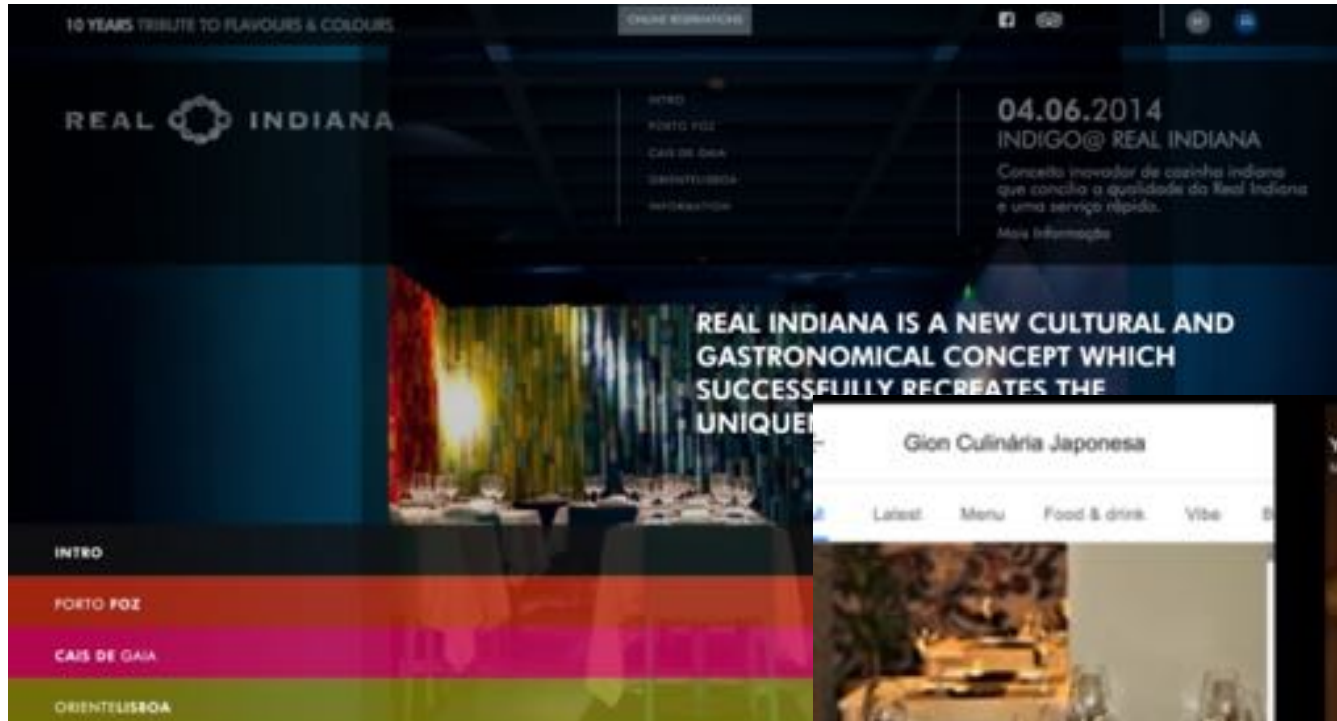 10 YEARS TRIBUTE TO FLAVOURS & COLOURS
ONLINE RESERVATIONS
REAL INDIANA
INTRO
PORTO FOZ
CAIS DE GAIA
ORIENTELISBOA
INFORMATION
04.06.2014
INDIGO@ REAL INDIANA
Conceito inovador de cozinha indiana
que concilia a qualidade do Real Indiana
e uma serviço rápido.
Mais Informação
REAL INDIANA IS A NEW CULTURAL AND
GASTRONOMICAL CONCEPT WHICH
SUCCESSFULLY RECREATES THE
INTRO
PORTO FOZ
CAIS DE GAIA
ORIENTELISBOA
Gion Culinária Japonesa
Latest Menu Food & drink Vibe